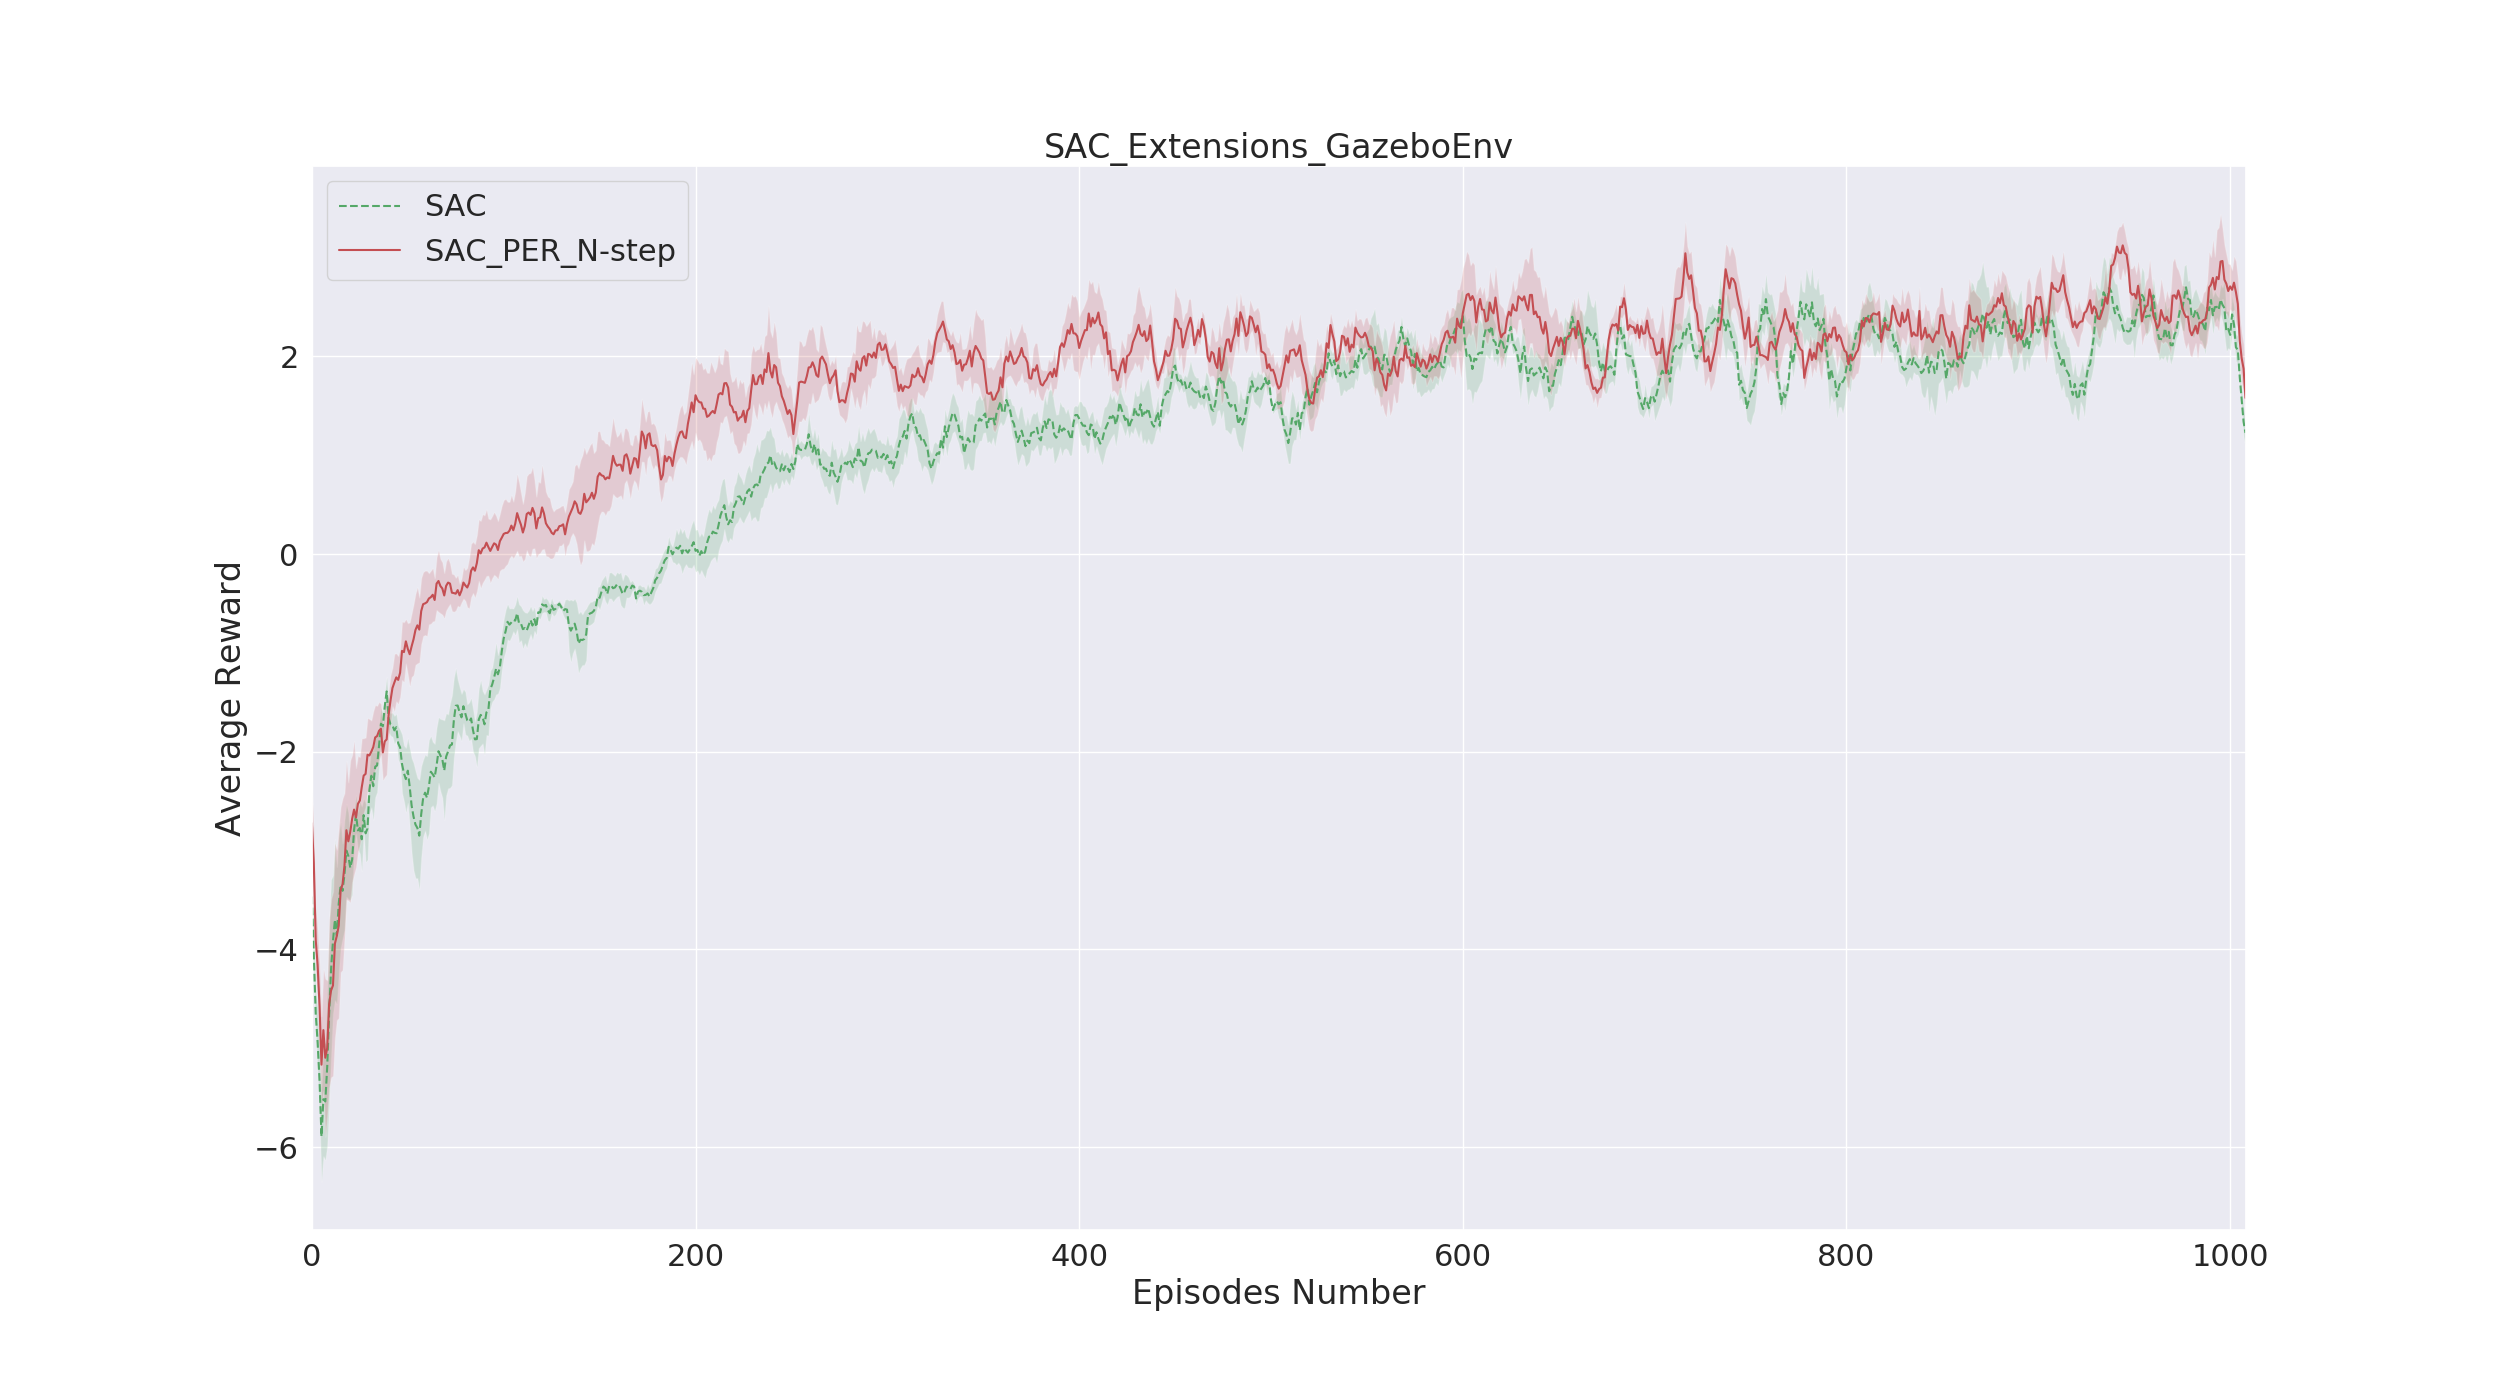 SAC_Extensions_GazeboEnv
SAC
SAC_PER_N-step
Average Reward
2
0
−2
−4
−6
0 200 400 600 800 1000
Episodes Number